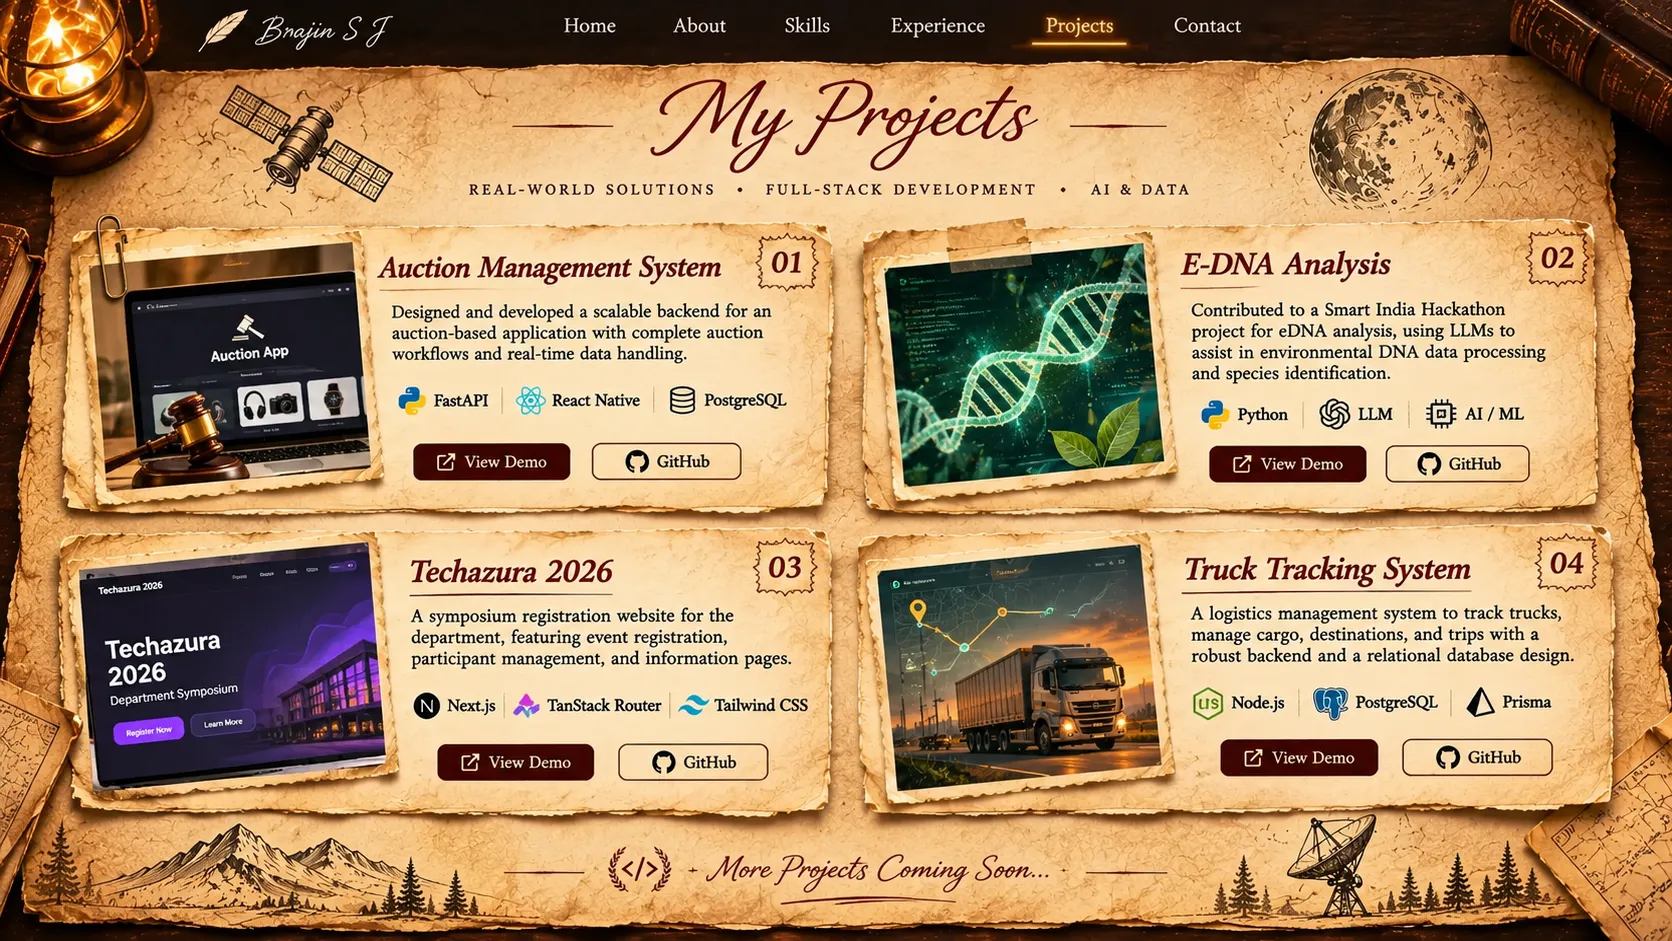 Brajin S J
Home
About
Skills
Experience
Projects
Contact
My Projects
REAL-WORLD SOLUTIONS • FULL-STACK DEVELOPMENT • AI & DATA
Auction App
Auction Management System
01
Designed and developed a scalable backend for an
auction-based application with complete auction
workflows and real-time data handling.
FastAPI
React Native
PostgreSQL
View Demo
GitHub
E-DNA Analysis
02
Contributed to a Smart India Hackathon
project for eDNA analysis, using LLMs to
assist in environmental DNA data processing
and species identification.
Python
LLM
AI / ML
View Demo
GitHub
Techazura 2026
Techazura
2026
Department Symposium
Register Now
Learn More
Techazura 2026
03
A symposium registration website for the
department, featuring event registration,
participant management, and information pages.
N
Next.js
TanStack Router
Tailwind CSS
View Demo
GitHub
Truck Tracking System
04
A logistics management system to track trucks,
manage cargo, destinations, and trips with a
robust backend and a relational database design.
Node.js
PostgreSQL
Prisma
View Demo
GitHub
</>
- More Projects Coming Soon... -